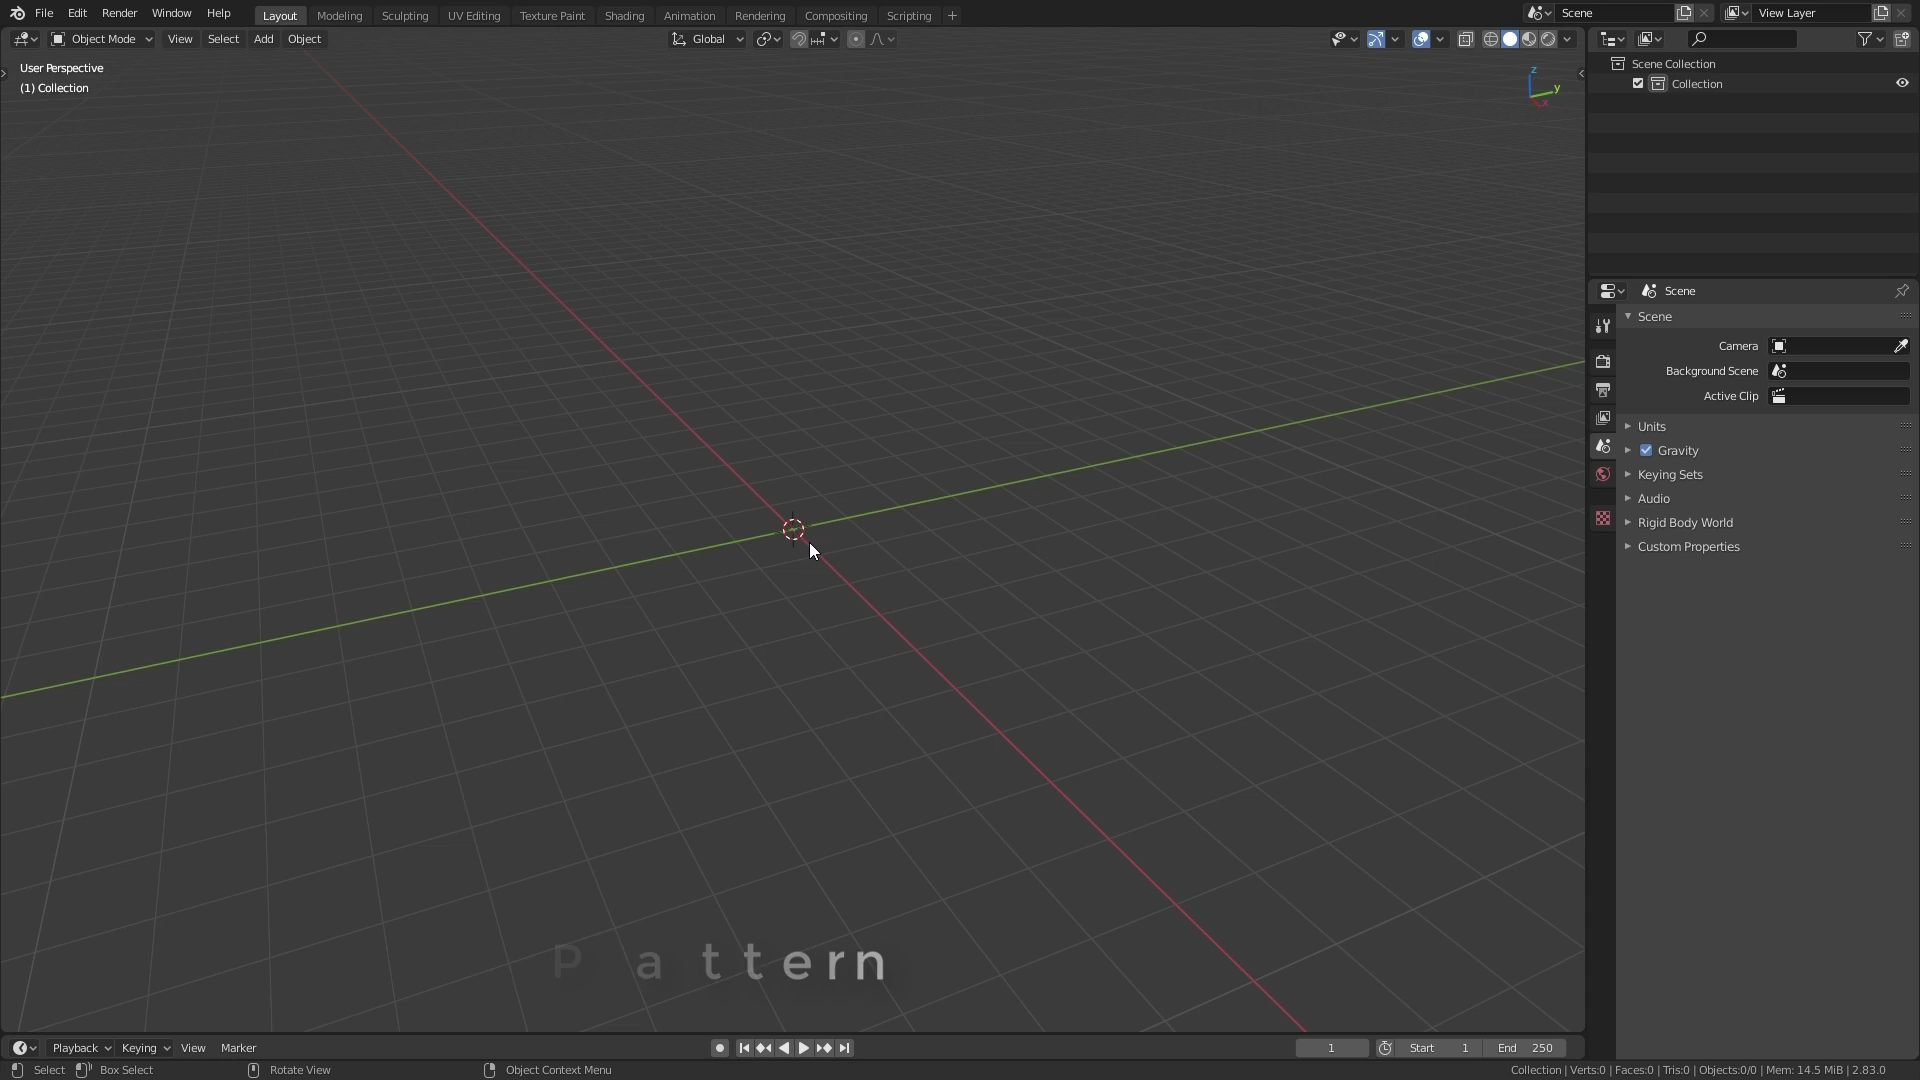 File Edit Render Window Help Layout Modeling Sculpting UV Editing Texture Paint Shading Animation Rendering Compositing Scripting + Scene View Layer
Object Mode View Select Add Object Global
User Perspective
(1) Collection
z
y
x
Scene Collection
Collection
Scene
Scene
Camera
Background Scene
Active Clip
Units
Gravity
Keying Sets
Audio
Rigid Body World
Custom Properties
Pattern
Playback Keying View Marker 1 Start 1 End 250
Select Box Select Rotate View Object Context Menu Collection | Verts:0 | Faces:0 | Tris:0 | Objects:0/0 | Mem: 14.5 MiB | 2.83.0